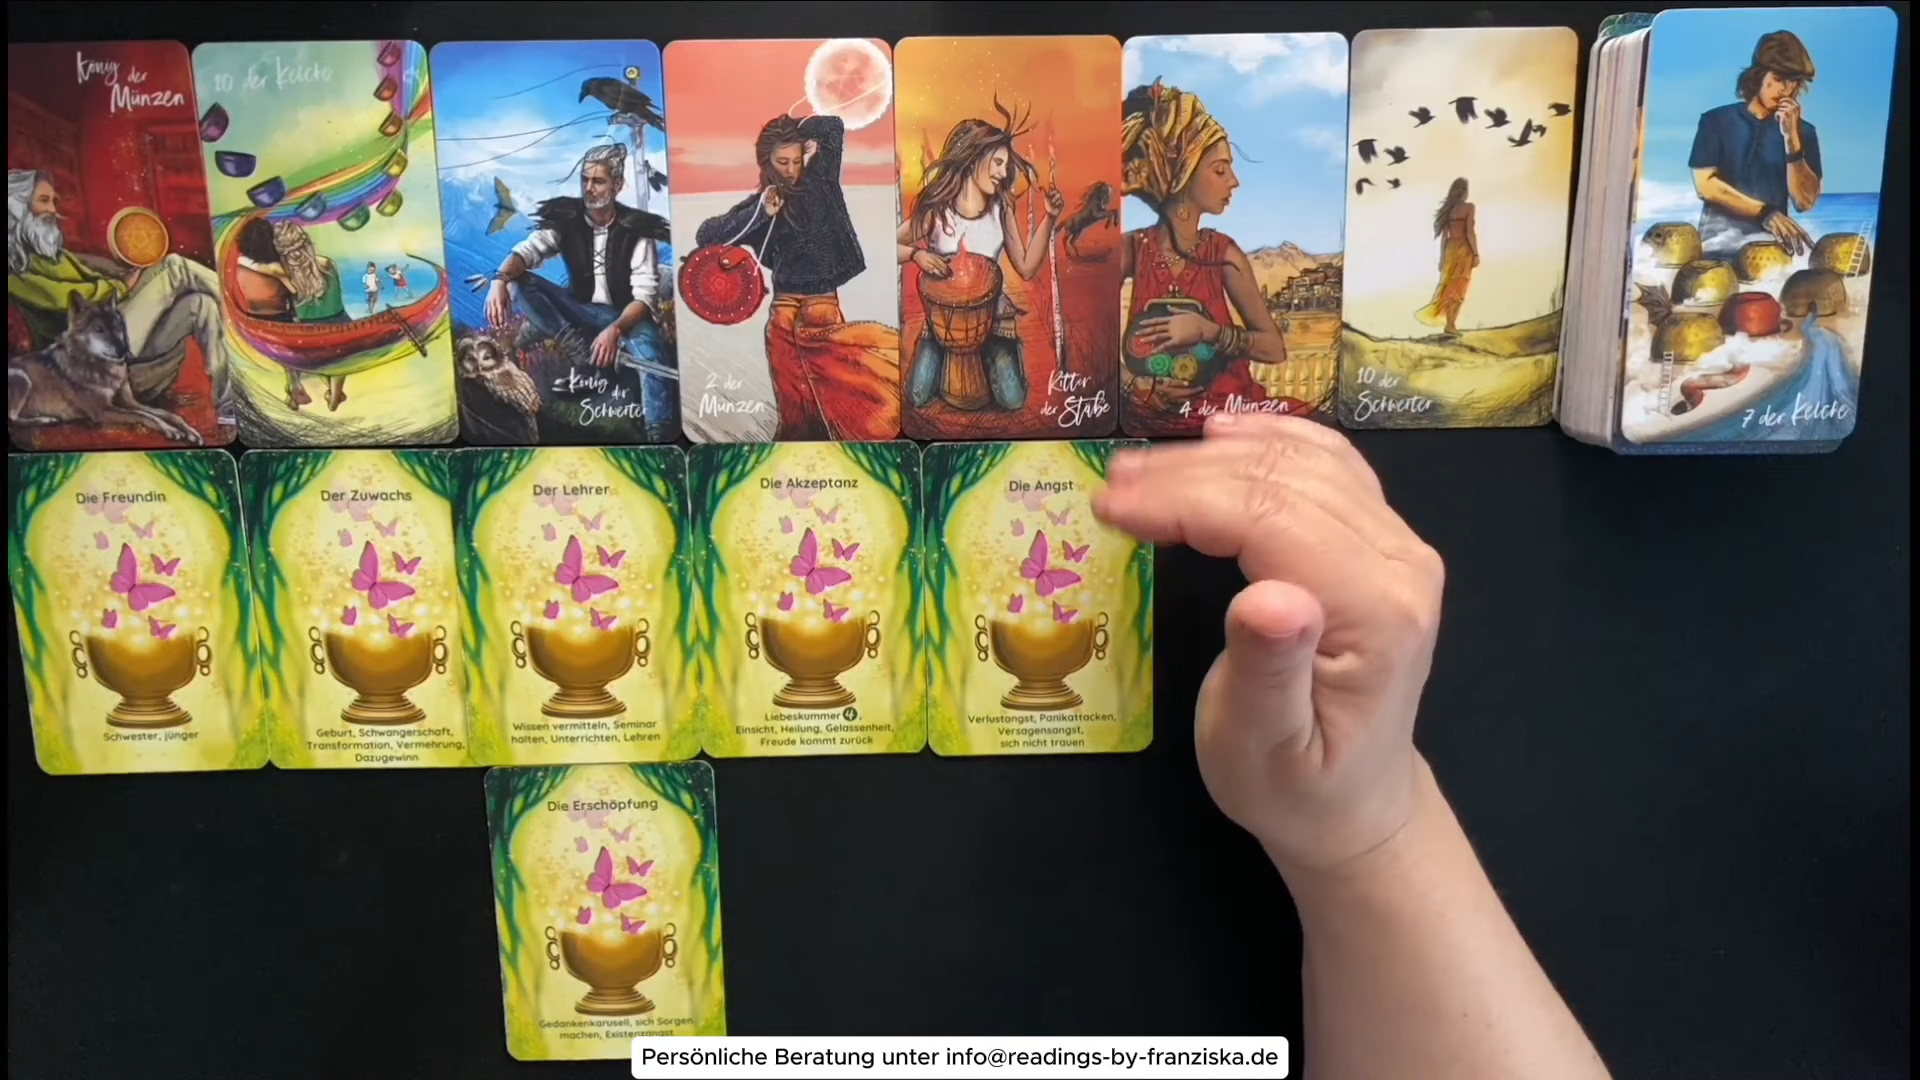 König der
Münzen
10 der Kelche
König
der
Schwerter
2 der
Münzen
Ritter
der Stäbe
4 der Münzen
10 der
Schwerter
7 der Kelche
Die Freundin
Schwester, jünger
Der Zuwachs
Geburt, Schwangerschaft,
Transformation, Vermehrung,
Dazugewinn
Der Lehrer
Wissen vermitteln, Seminar
halten, Unterrichten, Lehren
Die Akzeptanz
Liebeskummer 4,
Einsicht, Heilung, Gelassenheit,
Freude kommt zurück
Die Angst
Verlustangst, Panikattacken,
Versagensangst,
sich nicht trauen
Die Erschöpfung
Gedankenkarusell, sich Sorgen
machen, Existenzangst
Persönliche Beratung unter info@readings-by-franziska.de